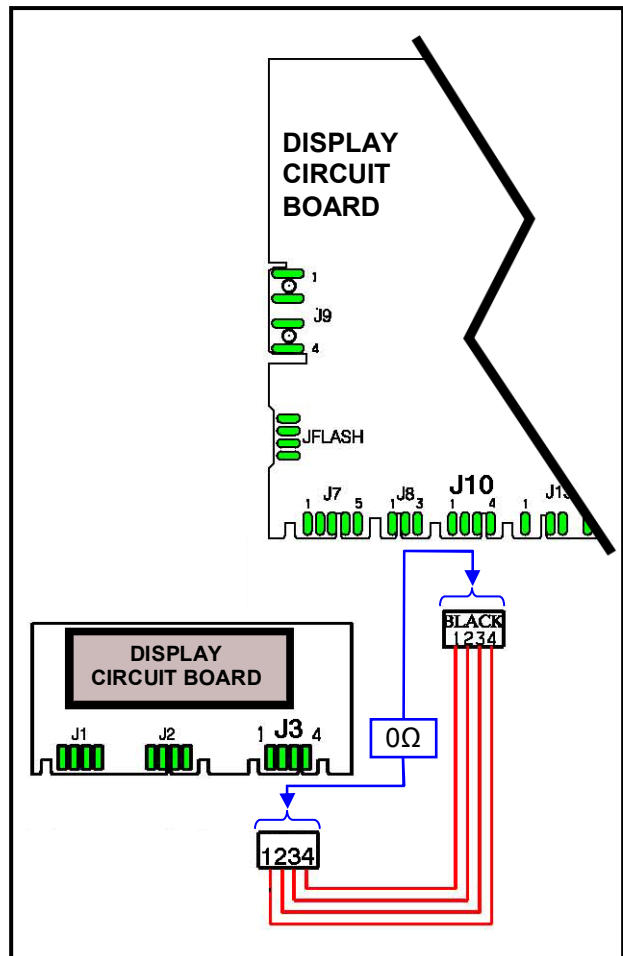 DISPLAY
CIRCUIT
BOARD
1
J9
4
JFLASH
J7 J8 J10
1 5 1 3 1 4 1
BLACK
1234
DISPLAY
CIRCUIT BOARD
0Ω
J1 J2 1 J3 4
1234